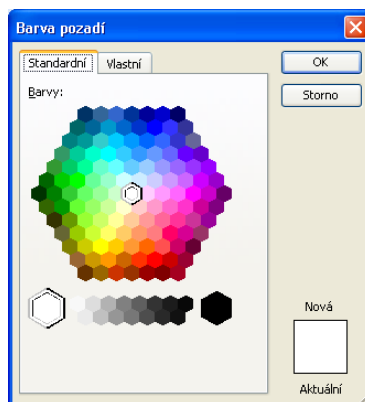 Barva pozadí
Standardní
Vlastní
OK
Storno
Barvy:
Nová
Aktuální